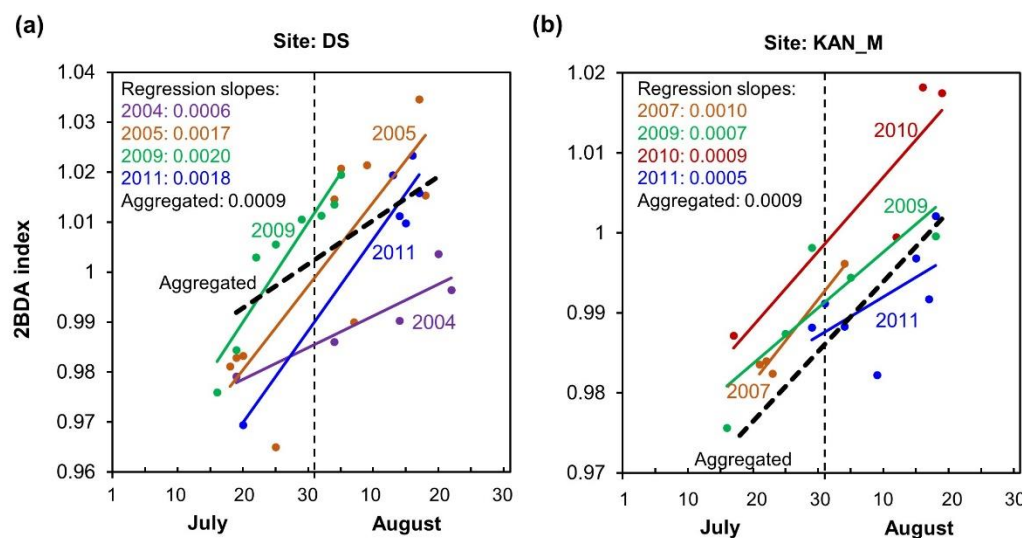 (a)
Site: DS
2BDA index
1.04
1.03
1.02
1.01
1
0.99
0.98
0.97
0.96
Regression slopes:
2004: 0.0006
2005: 0.0017
2009: 0.0020
2011: 0.0018
Aggregated: 0.0009
2005
2009
2011
Aggregated
2004
1 10 20 30 10 20 30
July August
(b)
Site: KAN_M
1.02
1.01
1
0.99
0.98
0.97
Regression slopes:
2007: 0.0010
2009: 0.0007
2010: 0.0009
2011: 0.0005
Aggregated: 0.0009
2010
2009
2011
2007
Aggregated
1 10 20 30 10 20 30
July August